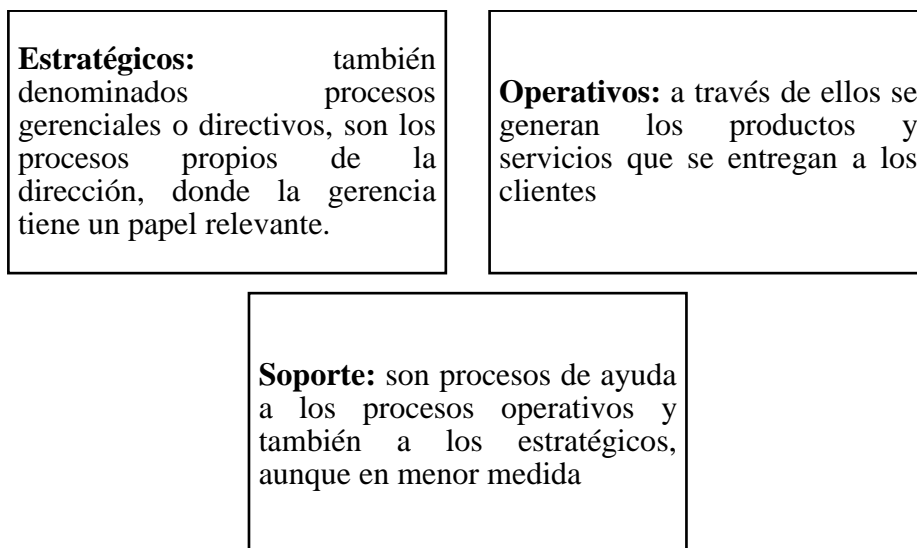 Estratégicos: también
denominados procesos
gerenciales o directivos, son los
procesos propios de la
dirección, donde la gerencia
tiene un papel relevante.
Operativos: a través de ellos se
generan los productos y
servicios que se entregan a los
clientes
Soporte: son procesos de ayuda
a los procesos operativos y
también a los estratégicos,
aunque en menor medida